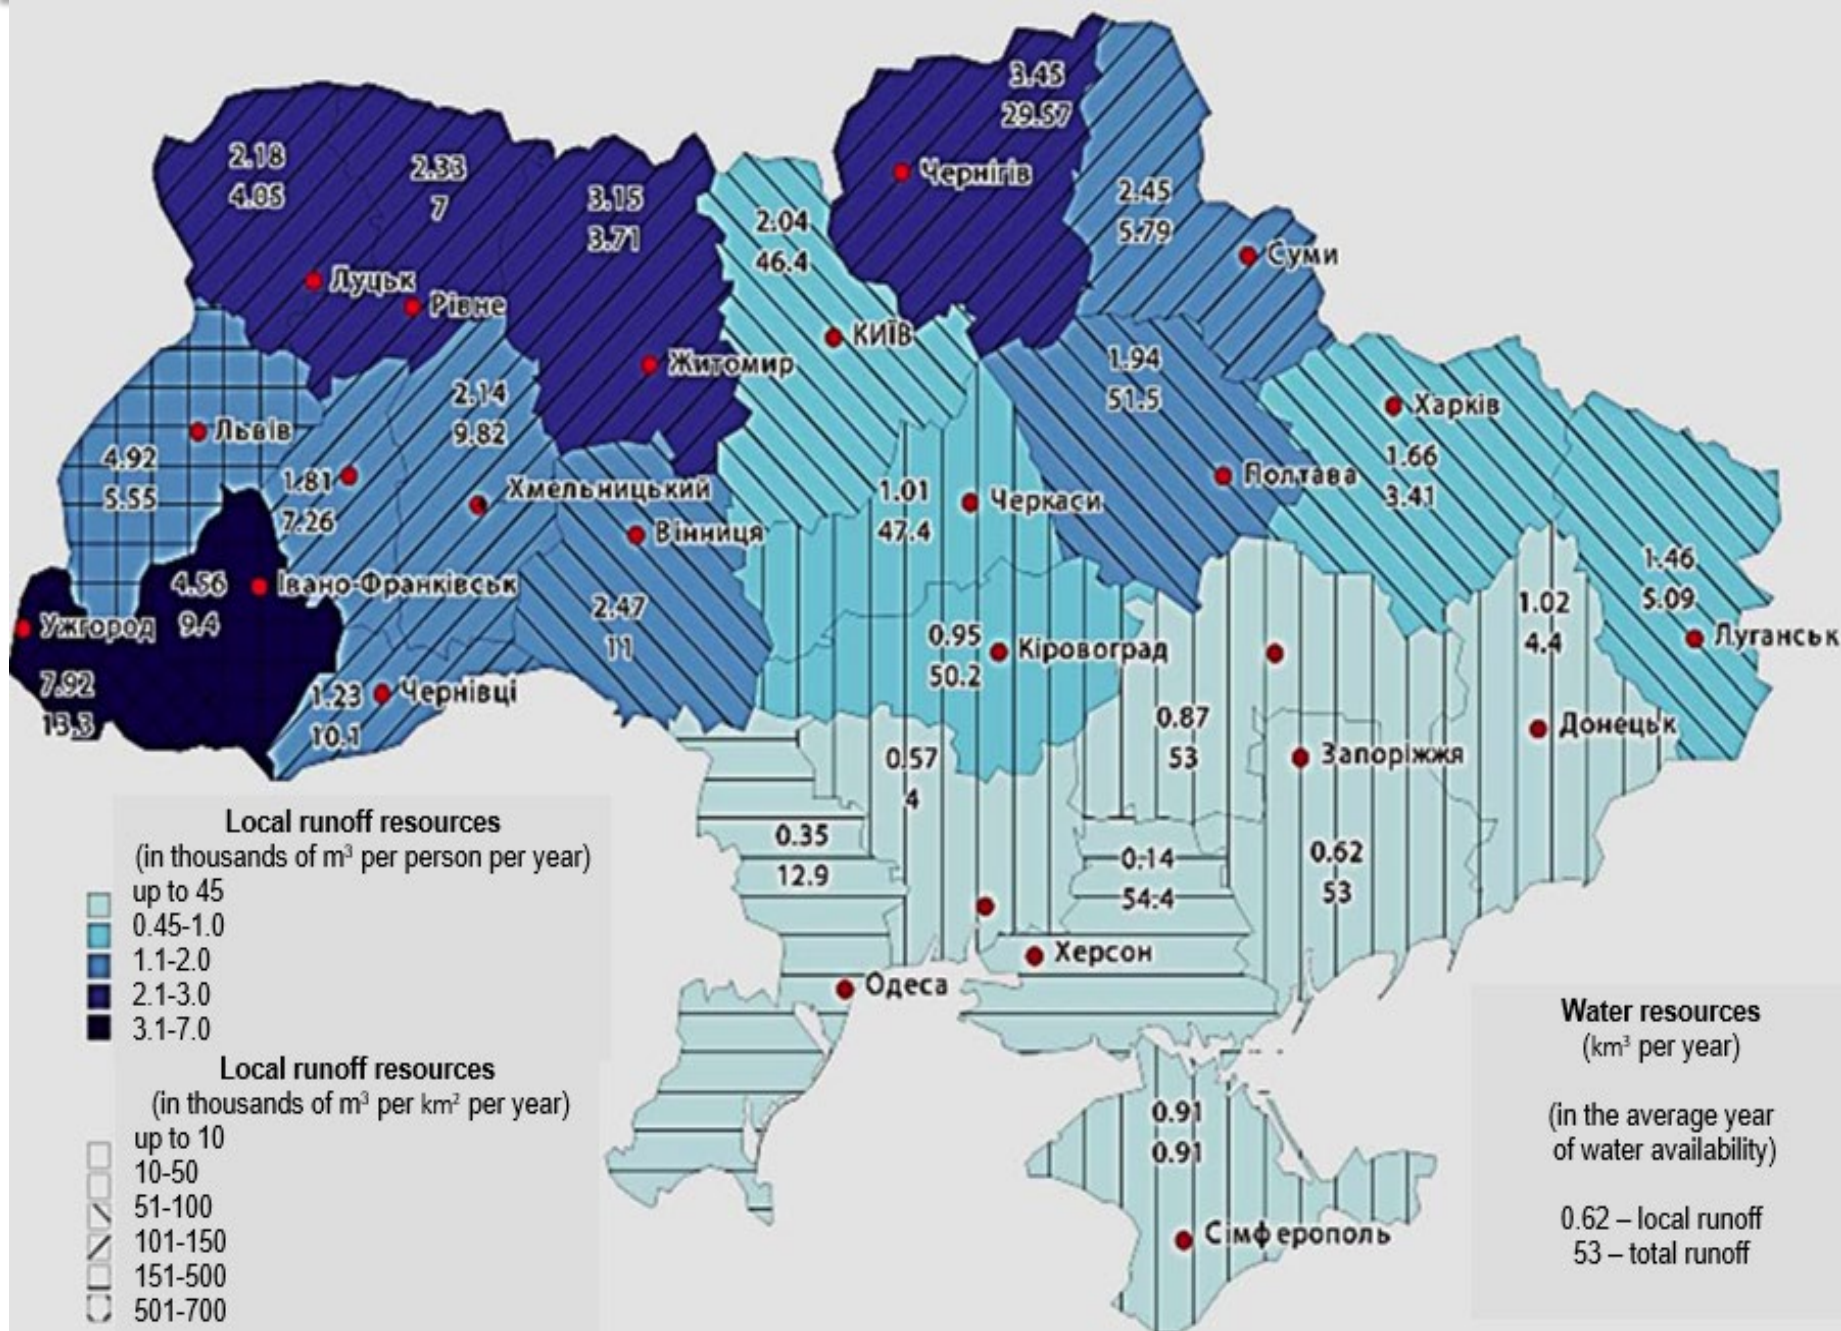 3.45
29.57
Чернігів
2.18
4.05
2.33
7
3.15
3.71
2.04
46.4
2.45
5.79
Суми
Луцьк
Рівне
КИЇВ
Житомир
1.94
51.5
2.14
9.82
Харків
1.66
3.41
Львів
4.92
5.55
1.81
7.26
Хмельницький
Вінниця
1.01
47.4
Черкаси
Полтава
1.46
5.09
Луганськ
4.56
9.4
Івано-Франківськ
Ужгород
7.92
13.3
2.47
11
0.95
50.2
Кіровоград
1.02
4.4
Донецьк
1.23
10.1
Чернівці
0.87
53
Запоріжжя
0.57
4
0.35
12.9
0.14
54.4
0.62
53
Херсон
Одеса
0.91
0.91
Сімферополь
Local runoff resources
(in thousands of m³ per person per year)
up to 45
0.45-1.0
1.1-2.0
2.1-3.0
3.1-7.0
Local runoff resources
(in thousands of m³ per km² per year)
up to 10
10-50
51-100
101-150
151-500
501-700
Water resources
(km³ per year)
(in the average year
of water availability)
0.62 – local runoff
53 – total runoff